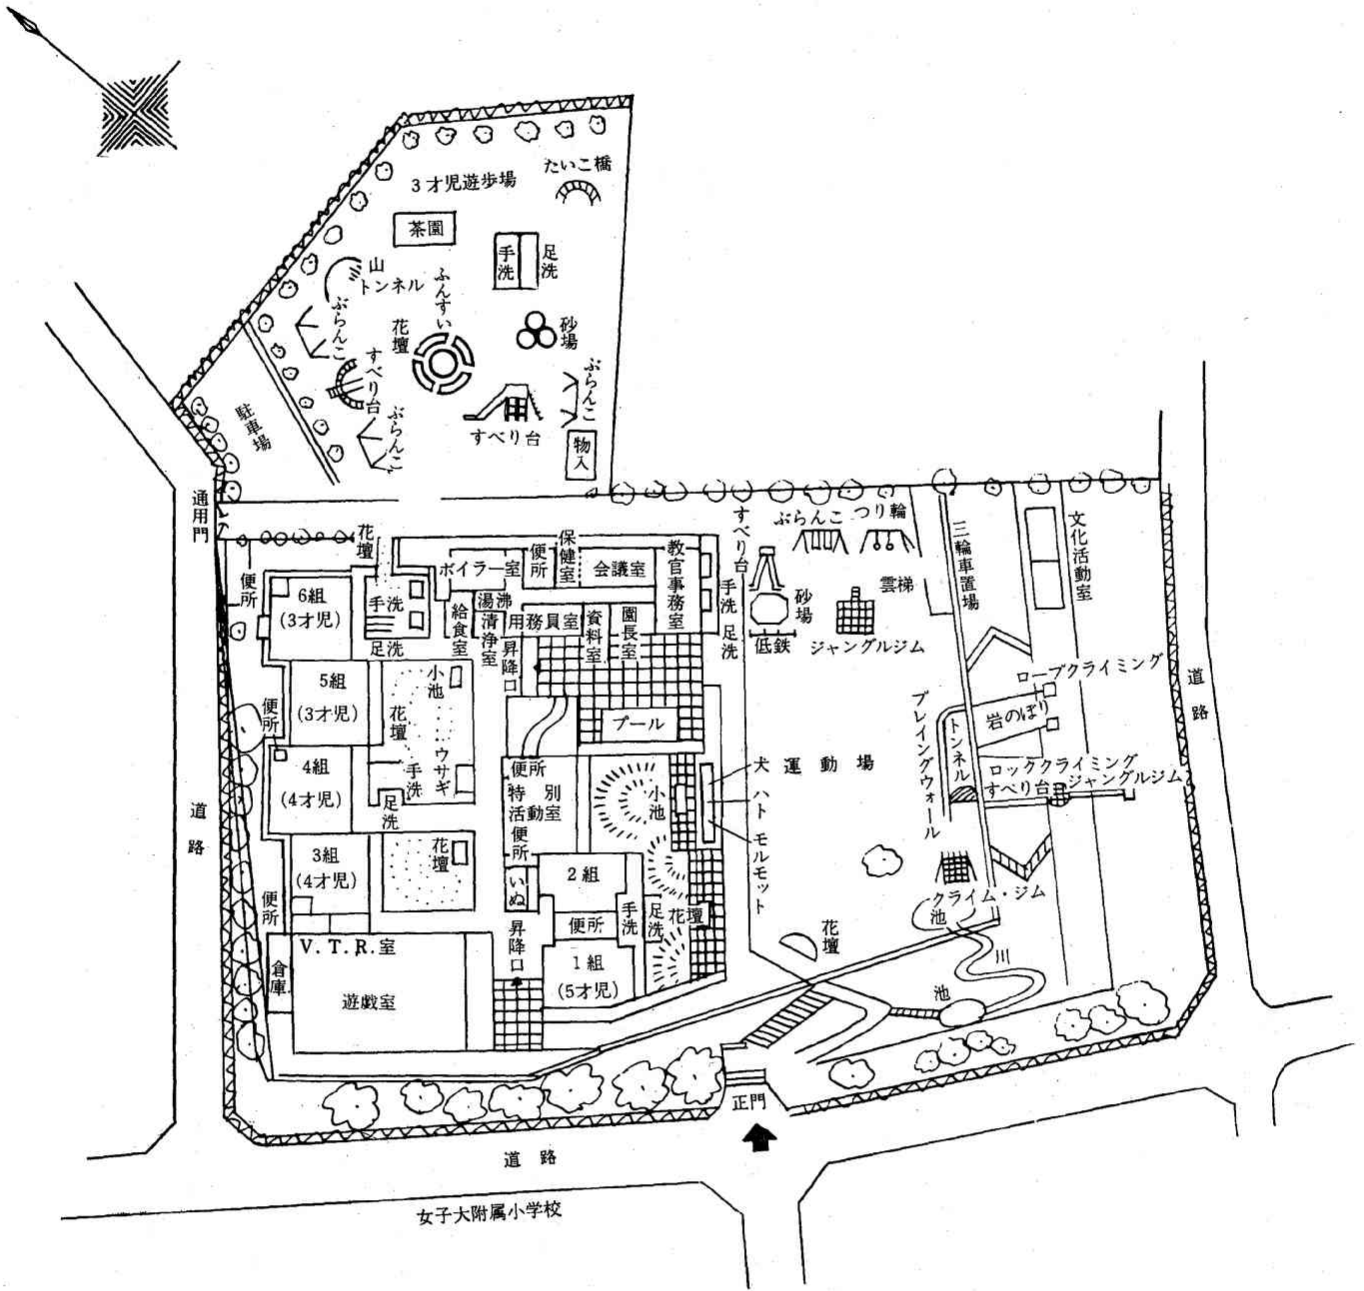 たいこ橋
3才児遊歩場
茶園
手洗
足洗
山
トンネル
ふんすい
ぶらんこ
花壇
砂場
すべり台
ぶらんこ
ぶらんこ
すべり台
物入
駐車場
通用門
すべり台
ぶらんこ
つり輪
三輪車置場
文化活動室
花壇
便所
ボイラー室
便所
保健室
会議室
教官事務室
手洗
足洗
砂場
低鉄
雲梯
ジャングルジム
6組
(3才児)
手洗
足洗
給食室
湯沸
清浄室
用務員室
資料室
園長室
昇降口
ロープクライミング
道路
5組
(3才児)
便所
小池
花壇
ウサギ
手洗
プール
プレイングウォール
トンネル
岩のぼり
ロッククライミング
すべり台
ジャングルジム
4組
(4才児)
足洗
便所
特別
活動室
便所
小池
犬運動場
ハト
モルモット
道路
3組
(4才児)
花壇
便所
いぬ
2組
便所
手洗
足洗
花壇
クライム・ジム
池
川
池
花壇
V.T.R.室
倉庫
遊戯室
昇降口
1組
(5才児)
正門
道路
女子大附属小学校